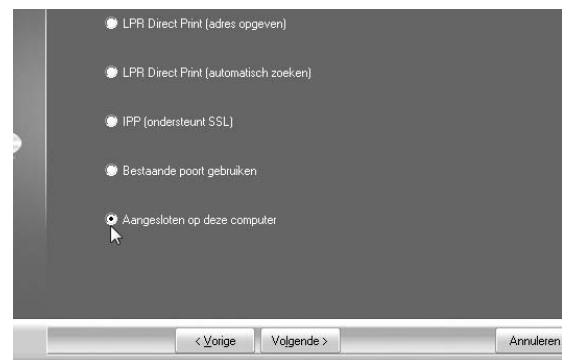 LPR Direct Print (adres opgeven)
LPR Direct Print (automatisch zoeken)
IPP (ondersteunt SSL)
Bestaande poort gebruiken
Aangesloten op deze computer
< Vorige Volgende > Annuleren